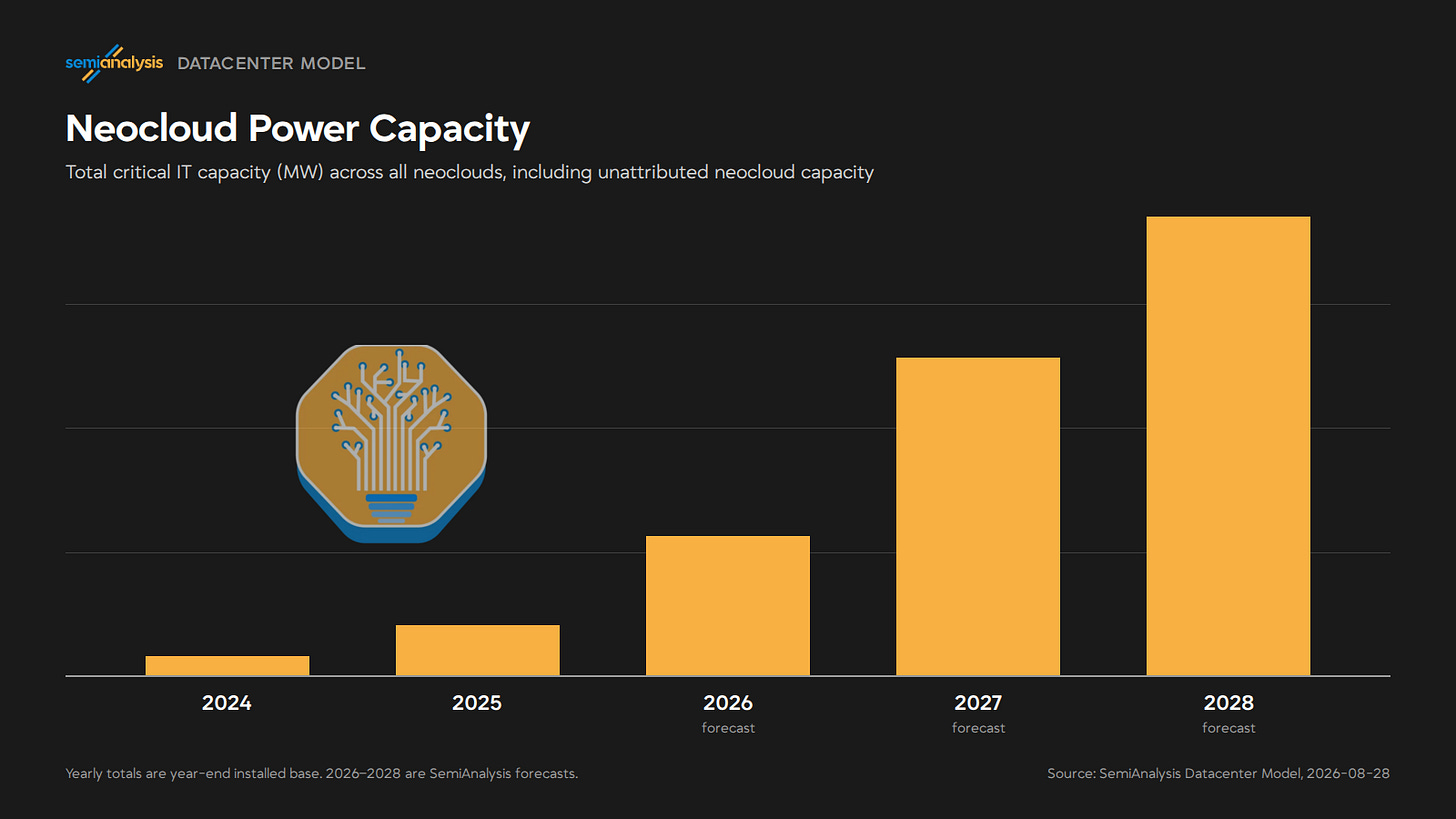 semianalysis DATACENTER MODEL
Neocloud Power Capacity
Total critical IT capacity (MW) across all neoclouds, including unattributed neocloud capacity
2024 2025 2026 2027 2028
forecast forecast forecast
Yearly totals are year-end installed base. 2026–2028 are SemiAnalysis forecasts.
Source: SemiAnalysis Datacenter Model, 2026-08-28